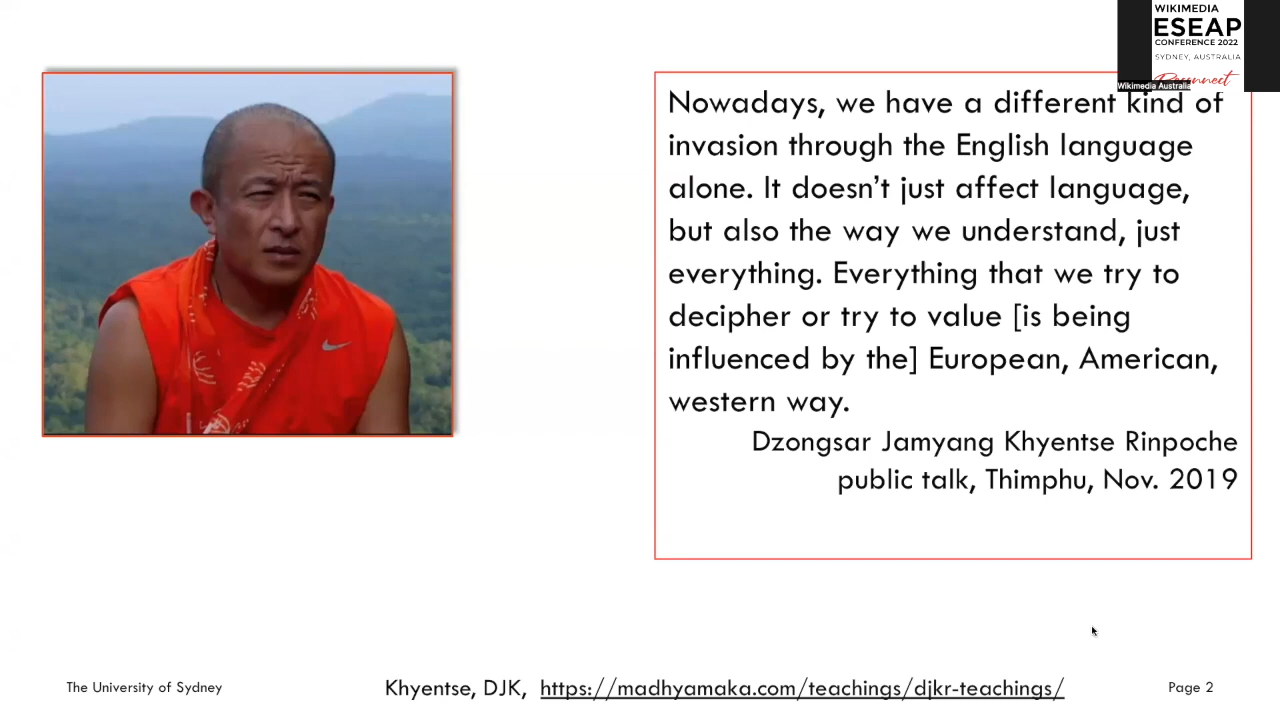 WIKIMEDIA
ESEAP
CONFERENCE 2022
SYDNEY, AUSTRALIA
Reconnect
Wikimedia Australia
Nowadays, we have a different kind of
invasion through the English language
alone. It doesn’t just affect language,
but also the way we understand, just
everything. Everything that we try to
decipher or try to value [is being
influenced by the] European, American,
western way.
Dzongsar Jamyang Khyentse Rinpoche
public talk, Thimphu, Nov. 2019
The University of Sydney
Khyentse, DJK, https://madhyamaka.com/teachings/djkr-teachings/
Page 2